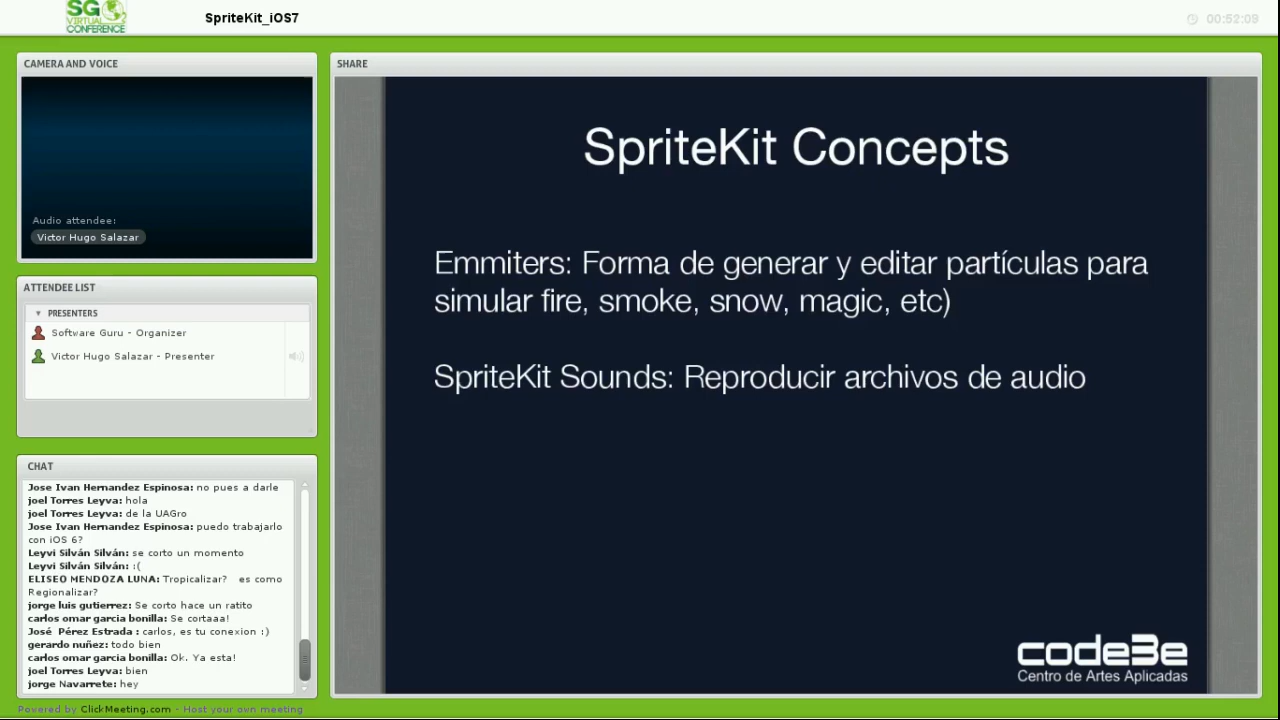 SG
VIRTUAL
CONFERENCE
SpriteKit_iOS7
00:52:09
CAMERA AND VOICE
Audio attendee:
Victor Hugo Salazar
ATTENDEE LIST
PRESENTERS
Software Guru - Organizer
Victor Hugo Salazar - Presenter
CHAT
Jose Ivan Hernandez Espinosa: no pues a darle
joel Torres Leyva: hola
joel Torres Leyva: de la UAGro
Jose Ivan Hernandez Espinosa: puedo trabajarlo
con iOS 6?
Leyvi Silván Silván: se corto un momento
Leyvi Silván Silván: :(
ELISEO MENDOZA LUNA: Tropicalizar? es como
Regionalizar?
jorge luis gutierrez: Se corto hace un ratito
carlos omar garcia bonilla: Se cortaaa!
José Pérez Estrada : carlos, es tu conexion :)
gerardo nuñez: todo bien
carlos omar garcia bonilla: Ok. Ya esta!
joel Torres Leyva: bien
jorge Navarrete: hey
Powered by ClickMeeting.com - Host your own meeting
SHARE
SpriteKit Concepts
Emmiters: Forma de generar y editar partículas para
simular fire, smoke, snow, magic, etc)
SpriteKit Sounds: Reproducir archivos de audio
code3e
Centro de Artes Aplicadas